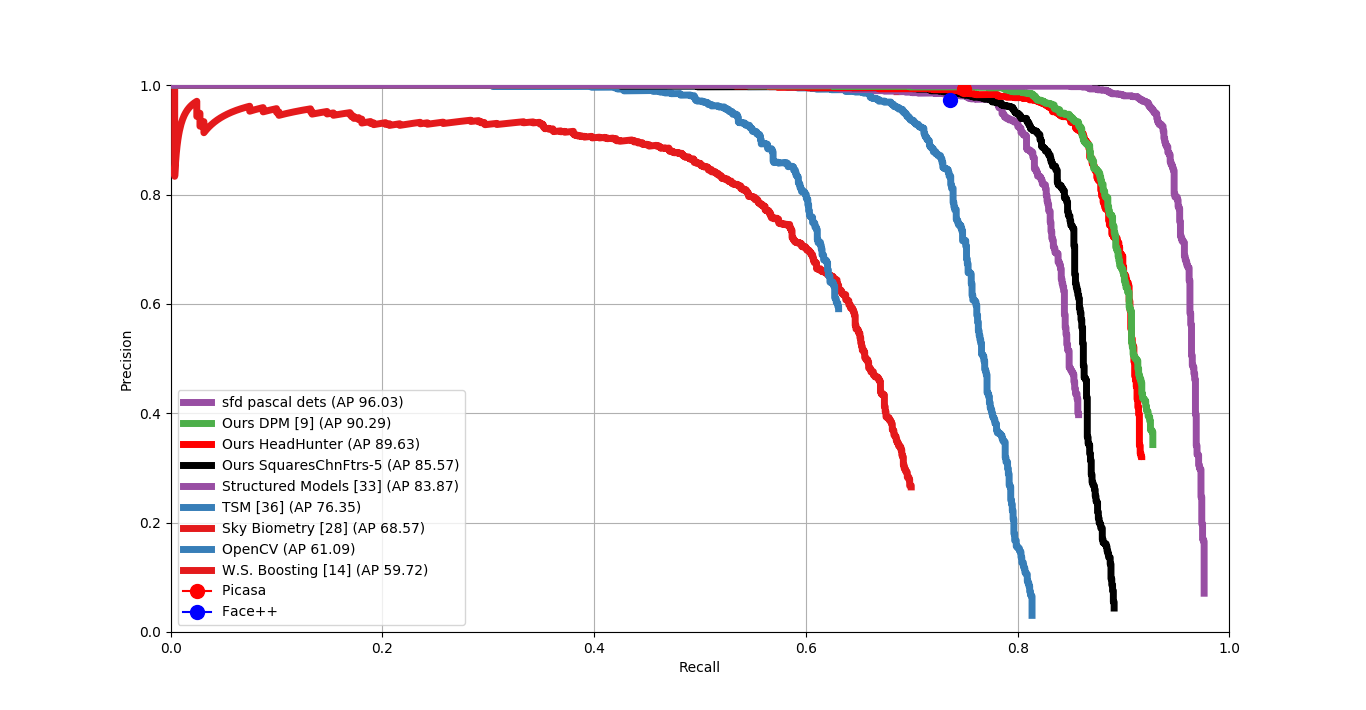 1.0
0.8
0.6
0.4
0.2
0.0
Precision
sfd pascal dets (AP 96.03)
Ours DPM [9] (AP 90.29)
Ours HeadHunter (AP 89.63)
Ours SquaresChnFtrs-5 (AP 85.57)
Structured Models [33] (AP 83.87)
TSM [36] (AP 76.35)
Sky Biometry [28] (AP 68.57)
OpenCV (AP 61.09)
W.S. Boosting [14] (AP 59.72)
Picasa
Face++
0.0 0.2 0.4 0.6 0.8 1.0
Recall